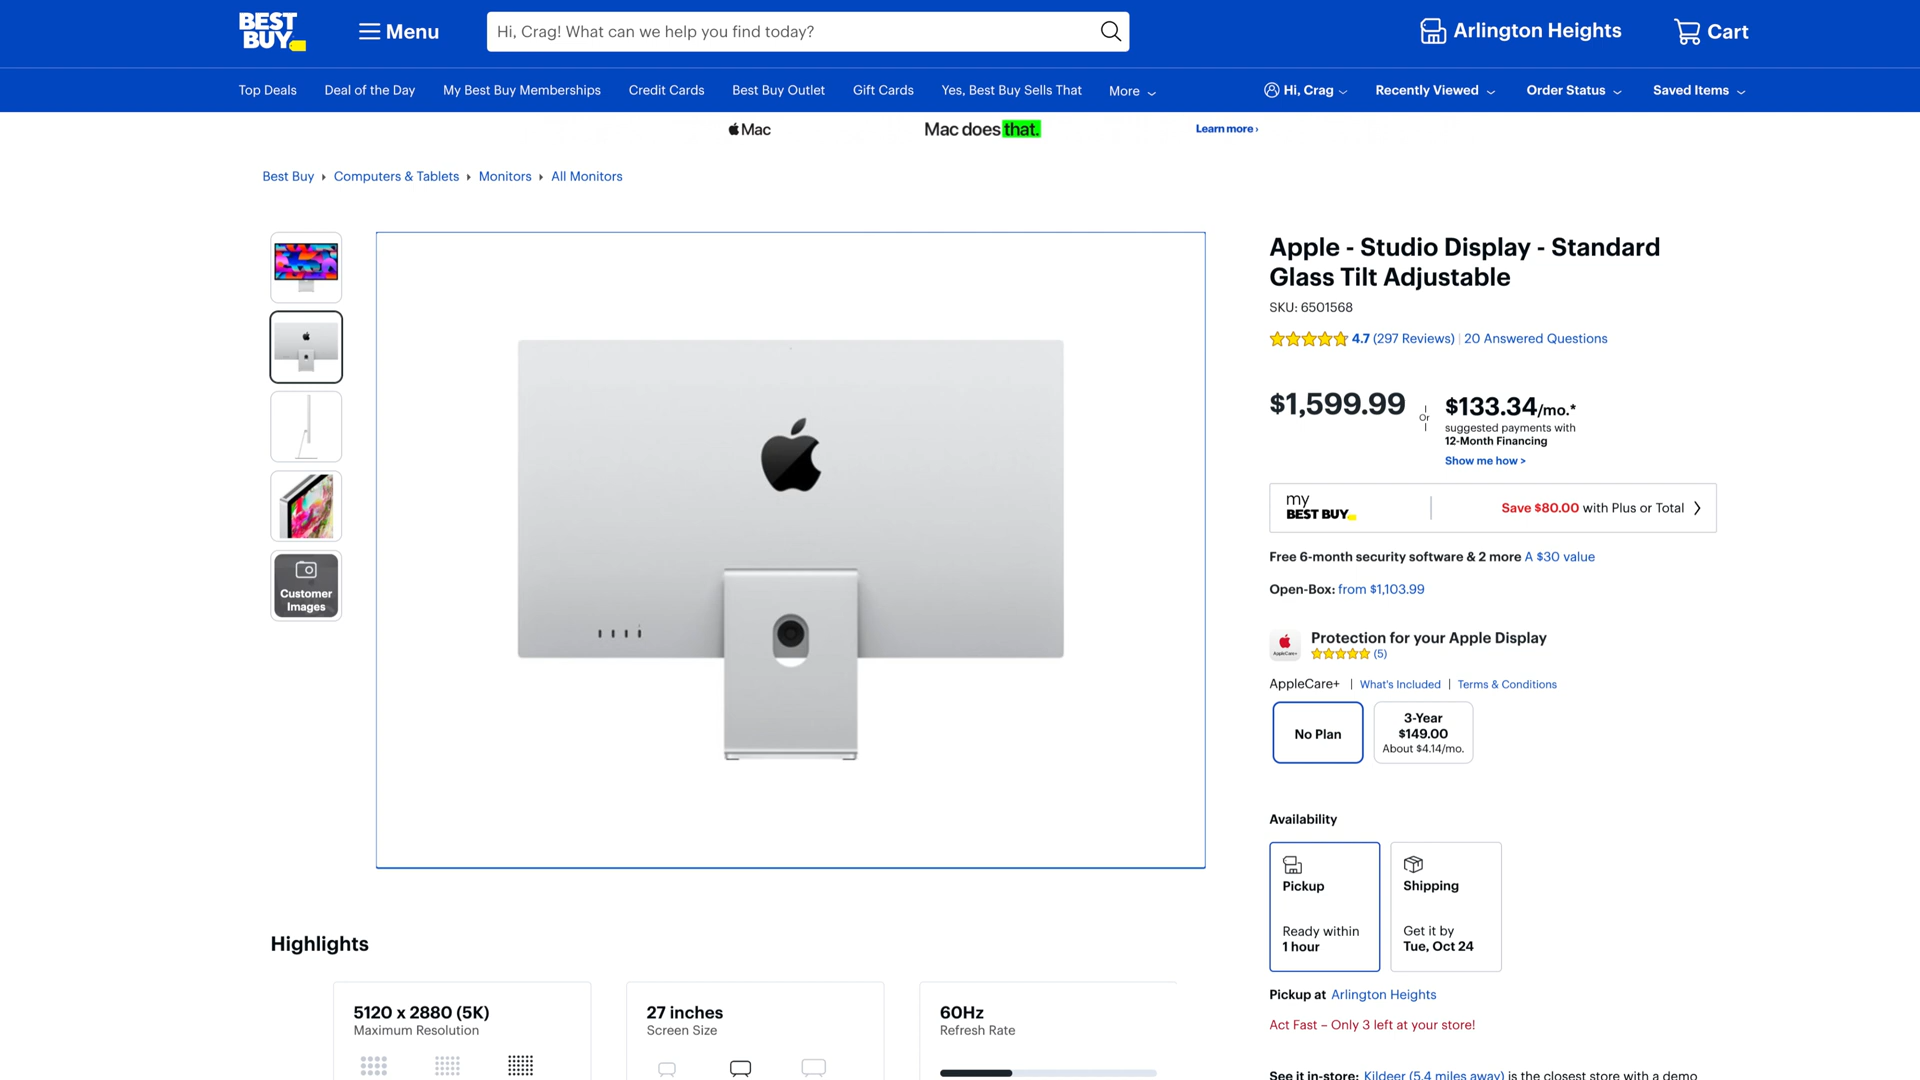 BEST
BUY
Menu
Hi, Crag! What can we help you find today?
Arlington Heights
Cart
Top Deals
Deal of the Day
My Best Buy Memberships
Credit Cards
Best Buy Outlet
Gift Cards
Yes, Best Buy Sells That
More
Hi, Crag
Recently Viewed
Order Status
Saved Items
Mac
Mac does that.
Learn more ›
Best Buy
Computers & Tablets
Monitors
All Monitors
Customer
Images
Apple - Studio Display - Standard
Glass Tilt Adjustable
SKU: 6501568
4.7 (297 Reviews) | 20 Answered Questions
$1,599.99
Or
$133.34/mo.*
suggested payments with
12-Month Financing
Show me how >
my
BEST BUY
Save $80.00 with Plus or Total
Free 6-month security software & 2 more A $30 value
Open-Box: from $1,103.99
AppleCare+
Protection for your Apple Display
(5)
AppleCare+ | What's Included | Terms & Conditions
No Plan
3-Year
$149.00
About $4.14/mo.
Availability
Pickup
Ready within
1 hour
Shipping
Get it by
Tue, Oct 24
Pickup at Arlington Heights
Act Fast – Only 3 left at your store!
See it in-store: Kildeer (5.4 miles away) is the closest store with a demo
Highlights
5120 x 2880 (5K)
Maximum Resolution
27 inches
Screen Size
60Hz
Refresh Rate